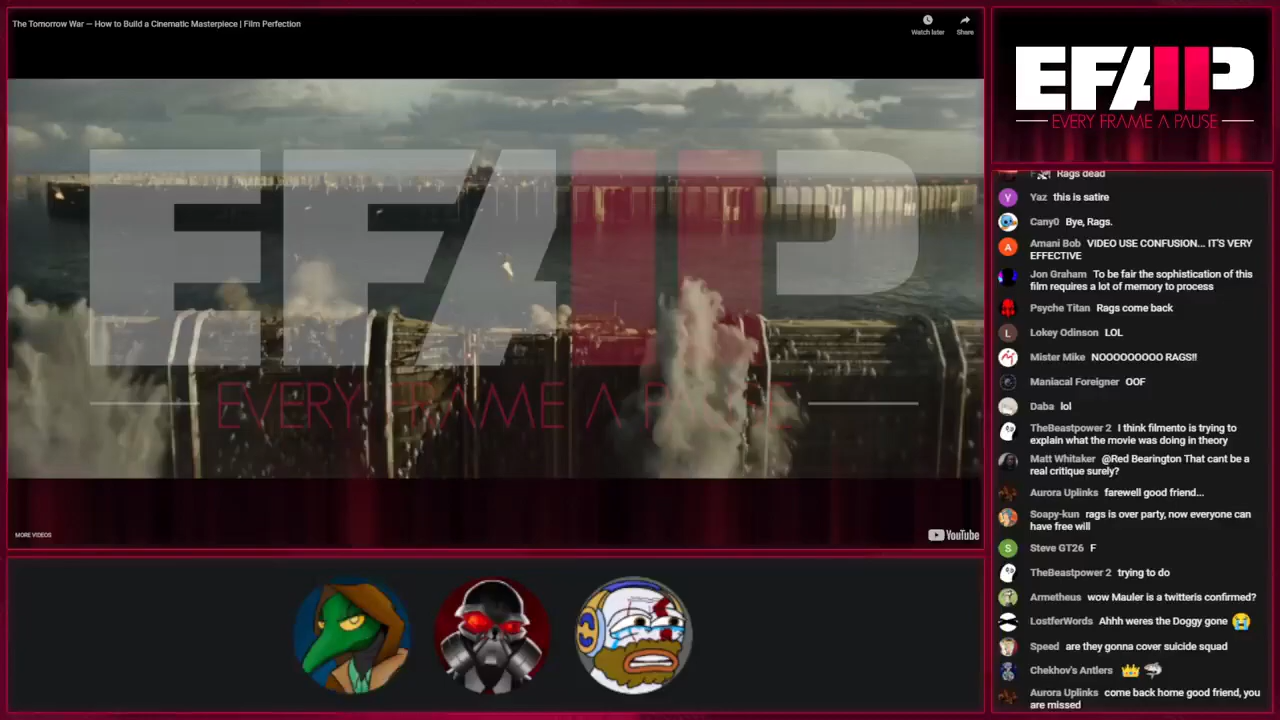 The Tomorrow War — How to Build a Cinematic Masterpiece | Film Perfection
Watch later
Share
EFAP
EVERY FRAME A PAUSE
MORE VIDEOS
YouTube
EFAP
EVERY FRAME A PAUSE
Rags dead
Y
Yaz this is satire
Cany0 Bye, Rags.
A
Amani Bob VIDEO USE CONFUSION... IT'S VERY
EFFECTIVE
Jon Graham To be fair the sophistication of this
film requires a lot of memory to process
Psyche Titan Rags come back
L
Lokey Odinson LOL
Mister Mike NOOOOOOOOO RAGS!!
Maniacal Foreigner OOF
Daba lol
TheBeastpower 2 I think filmento is trying to
explain what the movie was doing in theory
Matt Whitaker @Red Bearington That cant be a
real critique surely?
Aurora Uplinks farewell good friend...
Soapy-kun rags is over party, now everyone can
have free will
S
Steve GT26 F
TheBeastpower 2 trying to do
Armetheus wow Mauler is a twitteris confirmed?
LostferWords Ahhh weres the Doggy gone 😭
Speed are they gonna cover suicide squad
Chekhov's Antlers 👑 🦈
Aurora Uplinks come back home good friend, you
are missed